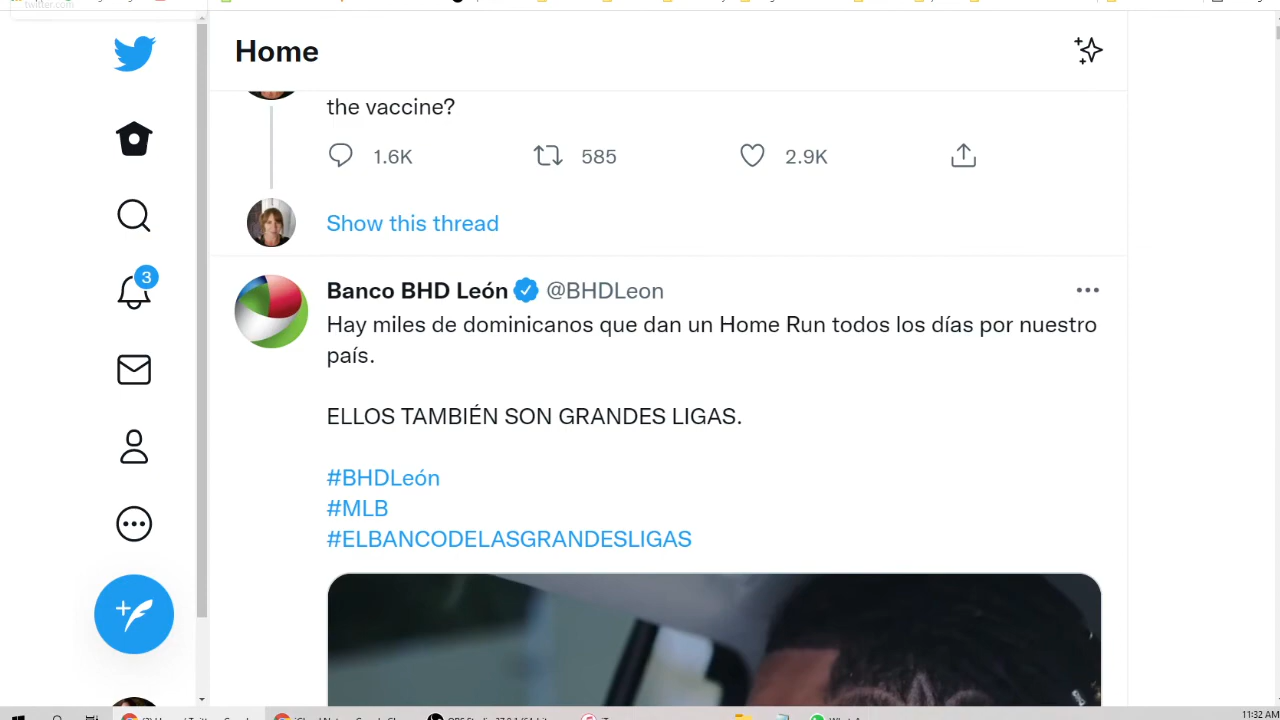 twitter.com
Home
the vaccine?
1.6K 585 2.9K
Show this thread
3
Banco BHD León @BHDLeon
Hay miles de dominicanos que dan un Home Run todos los días por nuestro
país.
ELLOS TAMBIÉN SON GRANDES LIGAS.
#BHDLeón
#MLB
#ELBANCODELASGRANDESLIGAS
11:32 AM